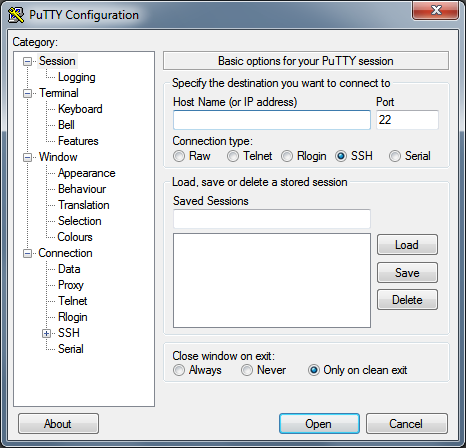 PuTTY Configuration
Category:
Session
Logging
Terminal
Keyboard
Bell
Features
Window
Appearance
Behaviour
Translation
Selection
Colours
Connection
Data
Proxy
Telnet
Rlogin
SSH
Serial
Basic options for your PuTTY session
Specify the destination you want to connect to
Host Name (or IP address) Port
22
Connection type:
Raw Telnet Rlogin SSH Serial
Load, save or delete a stored session
Saved Sessions
Load
Save
Delete
Close window on exit:
Always Never Only on clean exit
About Open Cancel